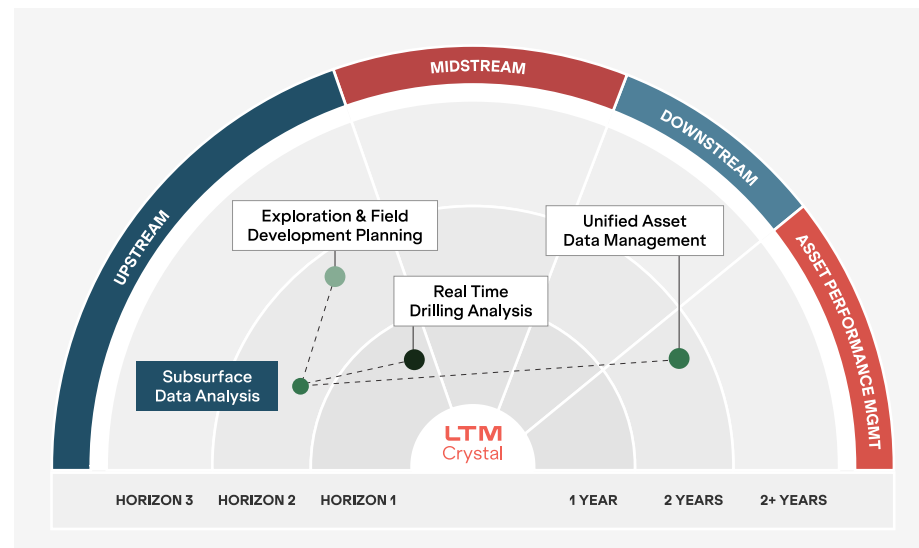 MIDSTREAM
DOWNSTREAM
UPSTREAM
ASSET PERFORMANCE MGMT
Exploration & Field
Development Planning
Unified Asset
Data Management
Real Time
Drilling Analysis
Subsurface
Data Analysis
LTM
Crystal
HORIZON 3
HORIZON 2
HORIZON 1
1 YEAR
2 YEARS
2+ YEARS